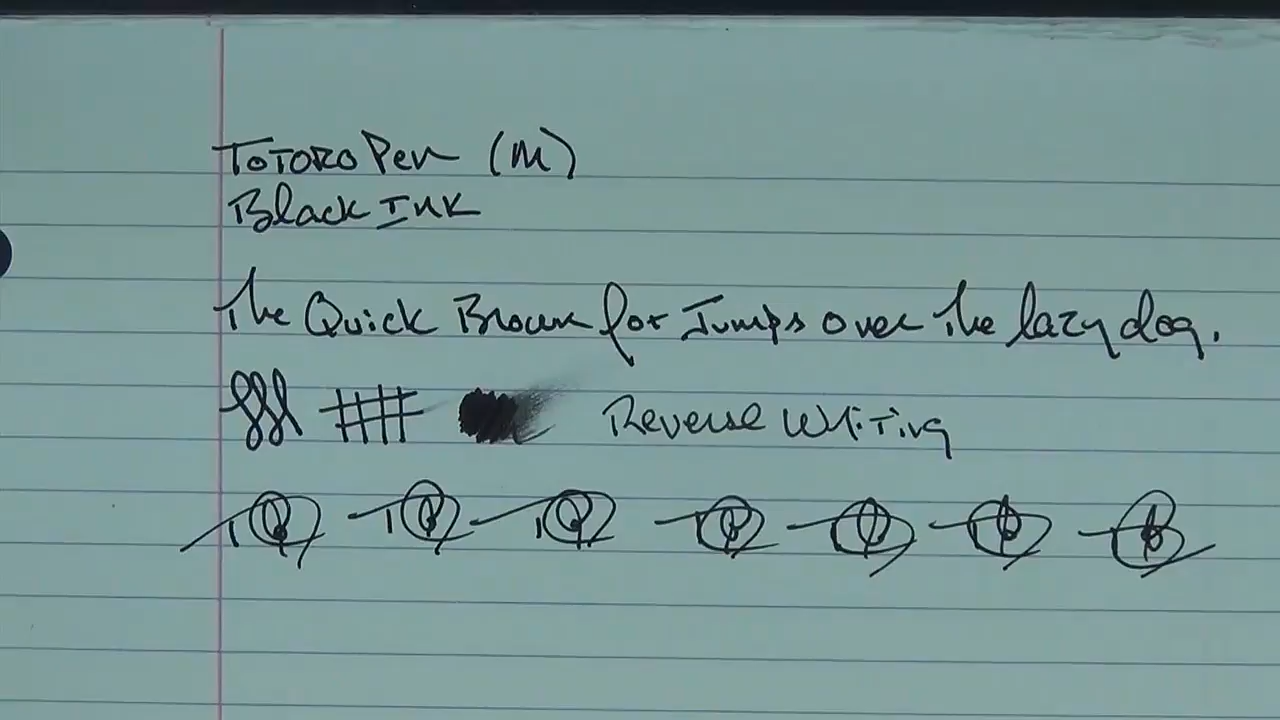 ToToRo Pen (M)
Black Ink
The Quick Brown fox Jumps over The lazy dog.
Reverse Writing